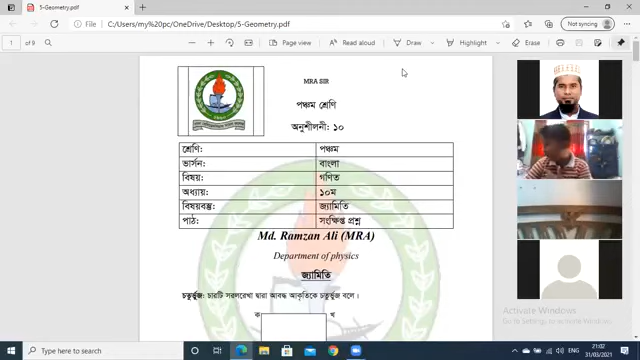 5-Geometry.pdf
C:/Users/my%20pc/OneDrive/Desktop/5-Geometry.pdf
Not syncing
1 of 9
Page view
Read aloud
Draw
Highlight
Erase
MRA SIR
পঞ্চম শ্রেণি
অনুশীলনী: ১০
শ্রেণি: পঞ্চম
ভার্সন: বাংলা
বিষয়: গণিত
অধ্যায়: ১০ম
বিষয়বস্তু: জ্যামিতি
পাঠ: সংক্ষিপ্ত প্রশ্ন
Md. Ramzan Ali (MRA)
Department of physics
জ্যামিতি
চতুর্ভুজ: চারটি সরলরেখা দ্বারা আবদ্ধ আকৃতিকে চতুর্ভুজ বলে।
ক খ
Activate Windows
Go to Settings to activate Windows.
Type here to search
ENG
21:02
31/03/2021